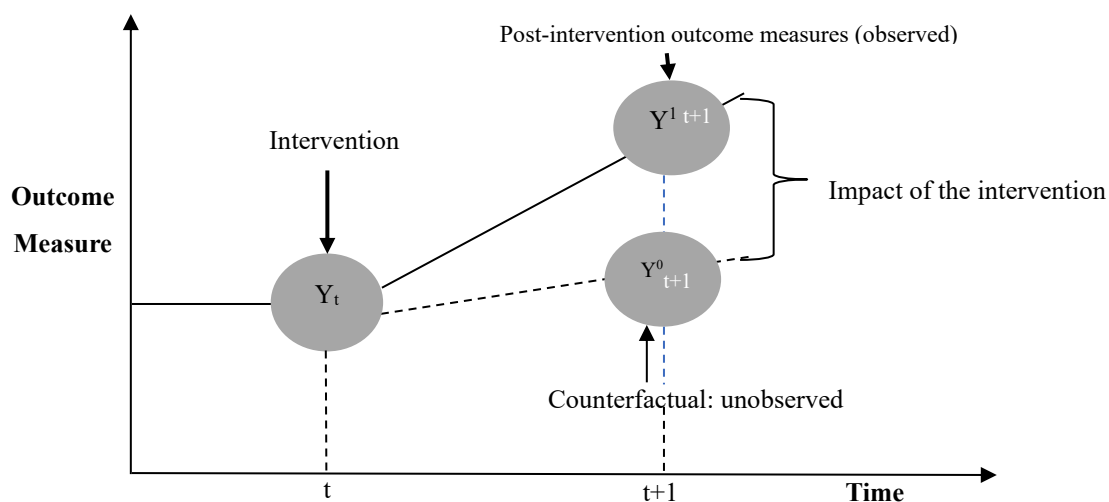 Post-intervention outcome measures (observed)
Y¹ t+1
Intervention
Outcome
Measure
Impact of the intervention
Y⁰ t+1
Yₜ
Counterfactual: unobserved
t
t+1
Time